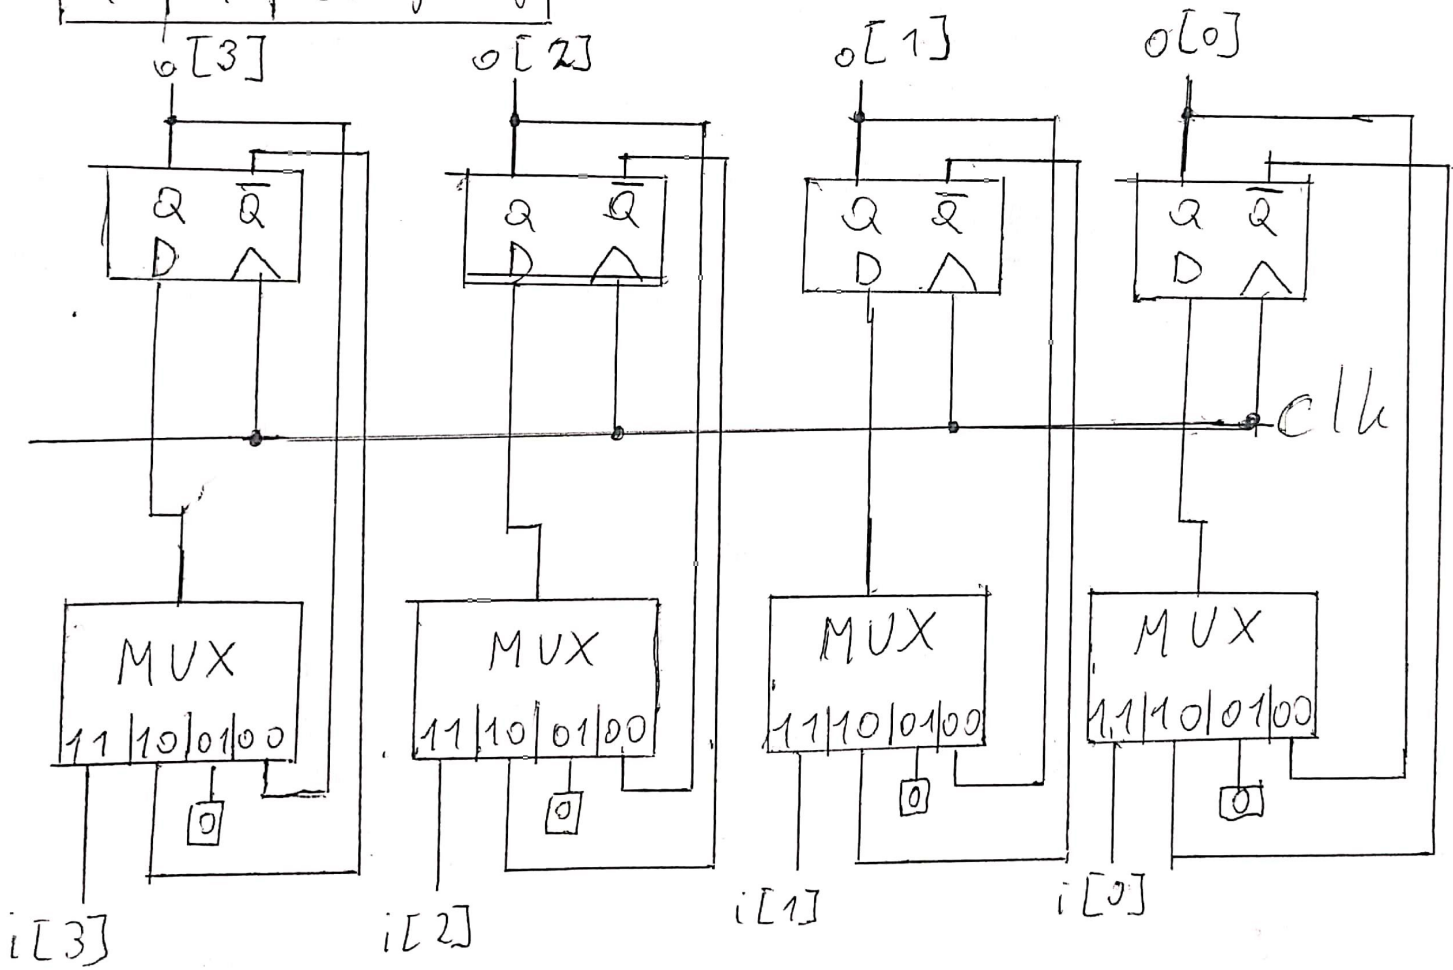 o[3] o[2] o[1] o[0]
Q Q̅ Q Q̅ Q Q̅ Q Q̅
D D D D
clk
MUX MUX MUX MUX
11|10|01|00 11|10|01|00 11|10|01|00 11|10|01|00
0 0 0 0
i[3] i[2] i[1] i[0]